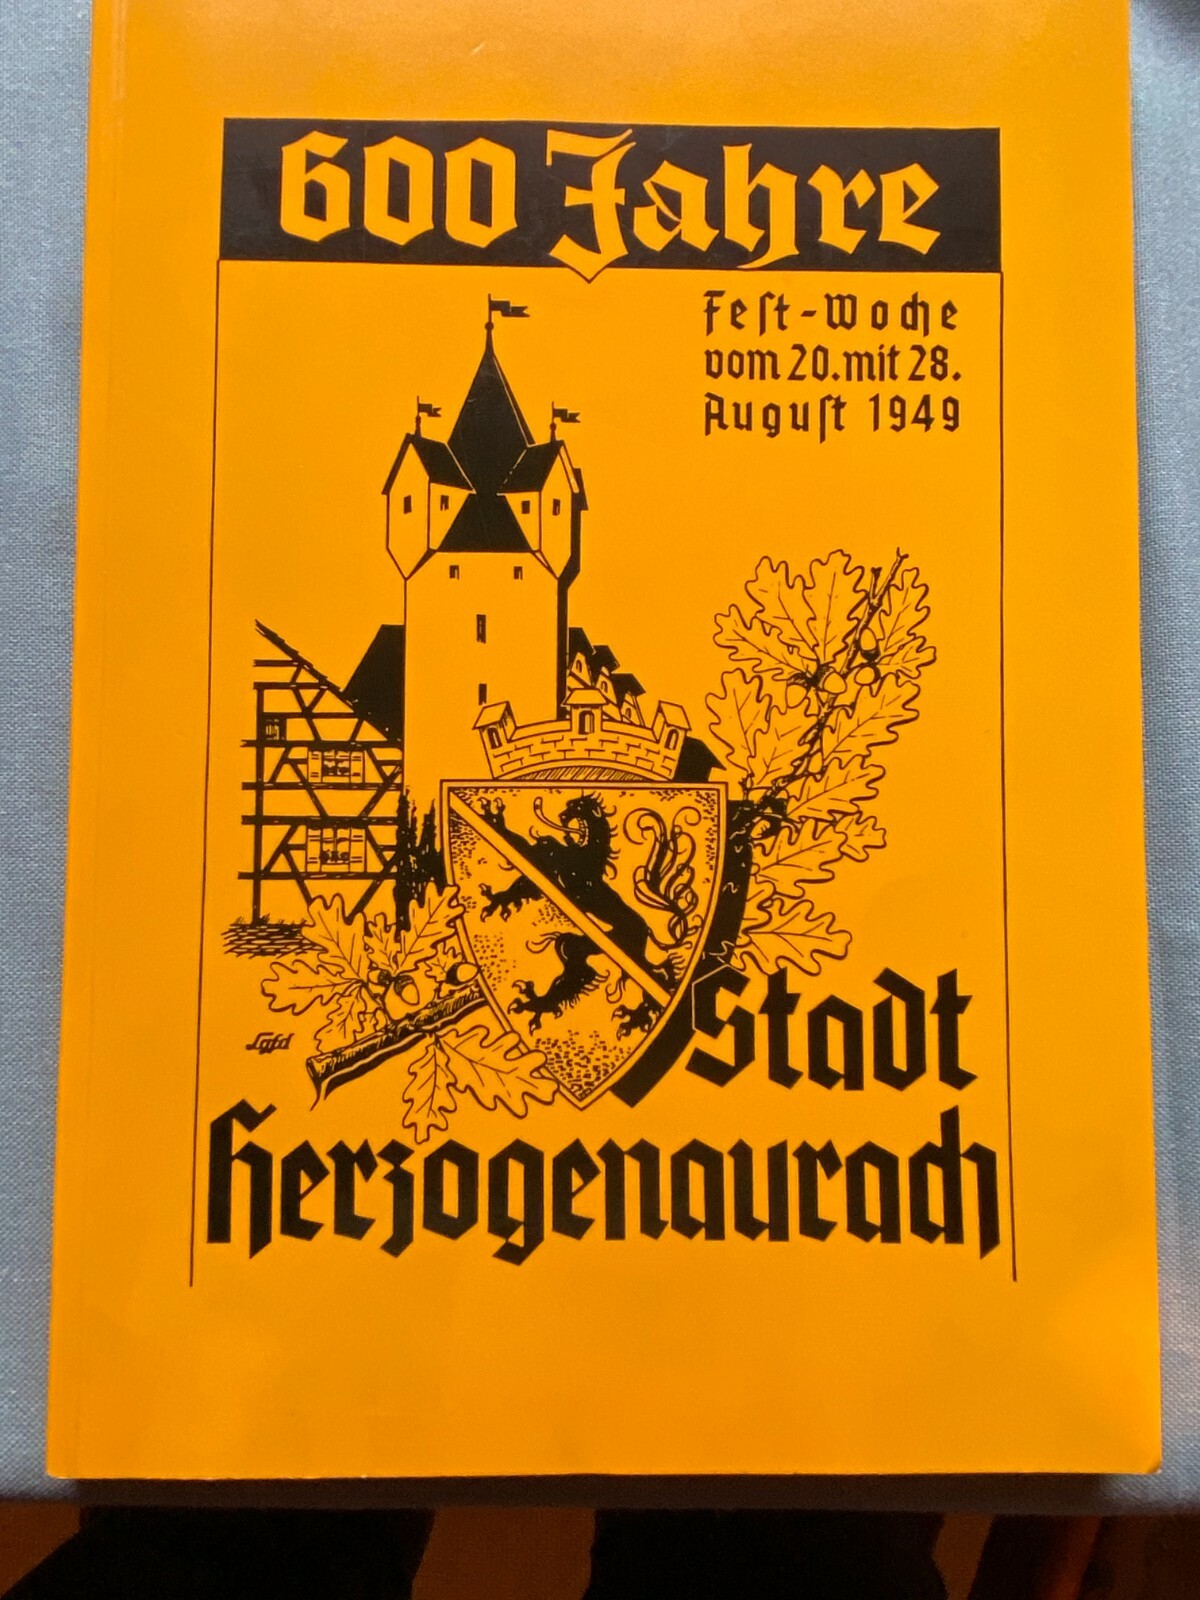 600 Jahre
Fest-Woche
vom 20. mit 28.
August 1949
Stadt
Herzogenaurach